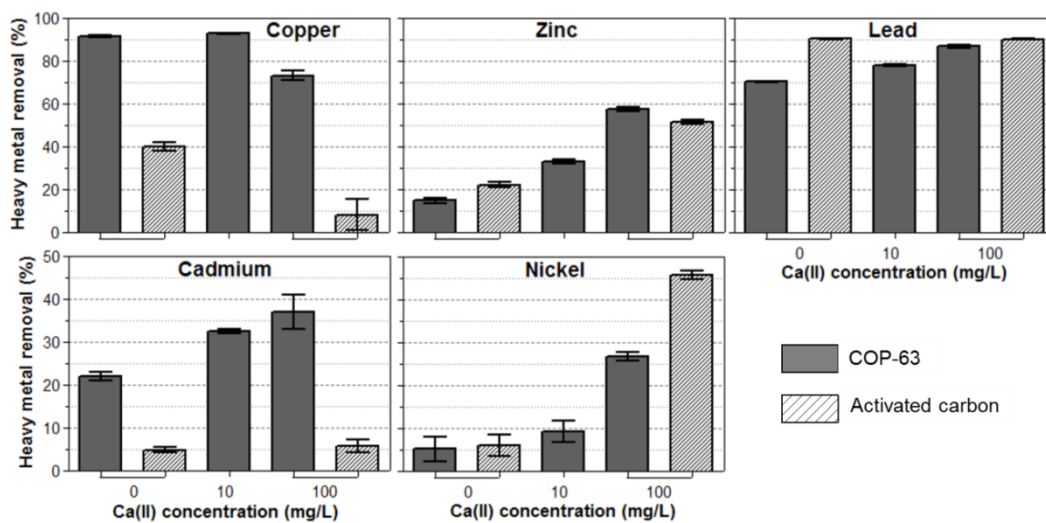 Heavy metal removal (%)
100
80
60
40
20
0
Copper
Zinc
Lead
0
10
100
Ca(II) concentration (mg/L)
Heavy metal removal (%)
50
40
30
20
10
0
Cadmium
Nickel
0
10
100
Ca(II) concentration (mg/L)
0
10
100
Ca(II) concentration (mg/L)
COP-63
Activated carbon